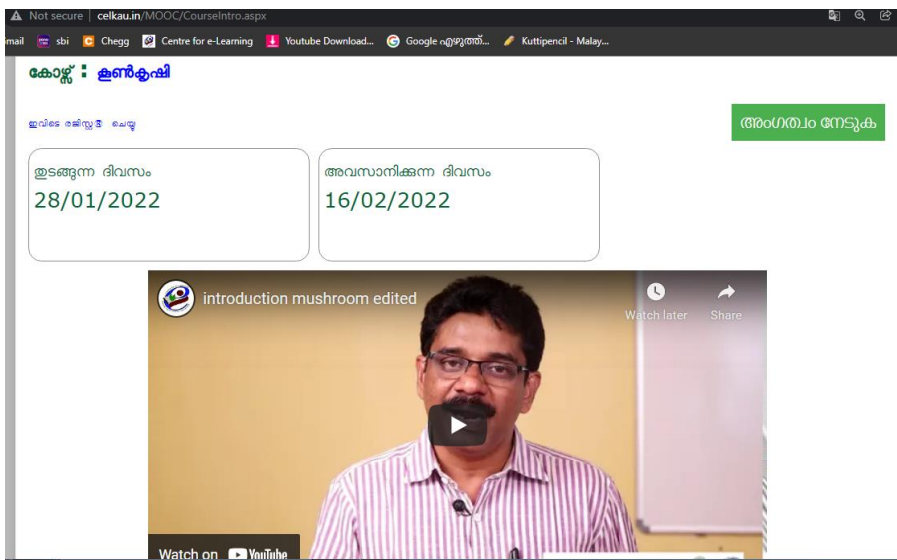 Not secure | celkau.in/MOOC/CourseIntro.aspx
mail sbi Chegg Centre for e-Learning Youtube Download... Google എഴുത്ത്... Kuttipencil - Malay...
കോഴ്സ് : കൂൺകൃഷി
ഇവിടെ രജിസ്റ്റർ ചെയ്യു
അംഗത്വം നേടുക
തുടങ്ങുന്ന ദിവസം
28/01/2022
അവസാനിക്കുന്ന ദിവസം
16/02/2022
introduction mushroom edited
Watch later Share
Watch on YouTube